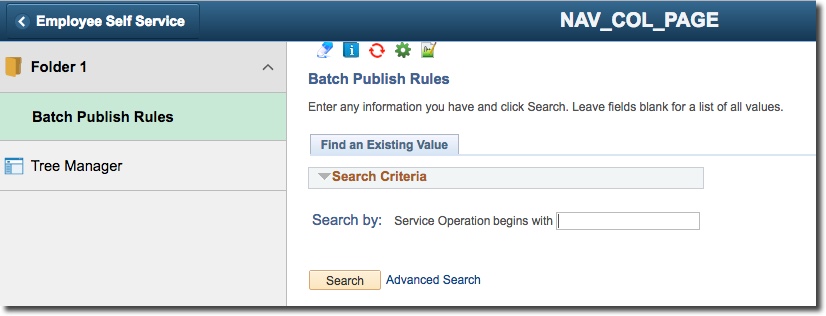 Employee Self Service
NAV_COL_PAGE
Folder 1
Batch Publish Rules
Tree Manager
Batch Publish Rules
Enter any information you have and click Search. Leave fields blank for a list of all values.
Find an Existing Value
Search Criteria
Search by: Service Operation begins with
Search Advanced Search